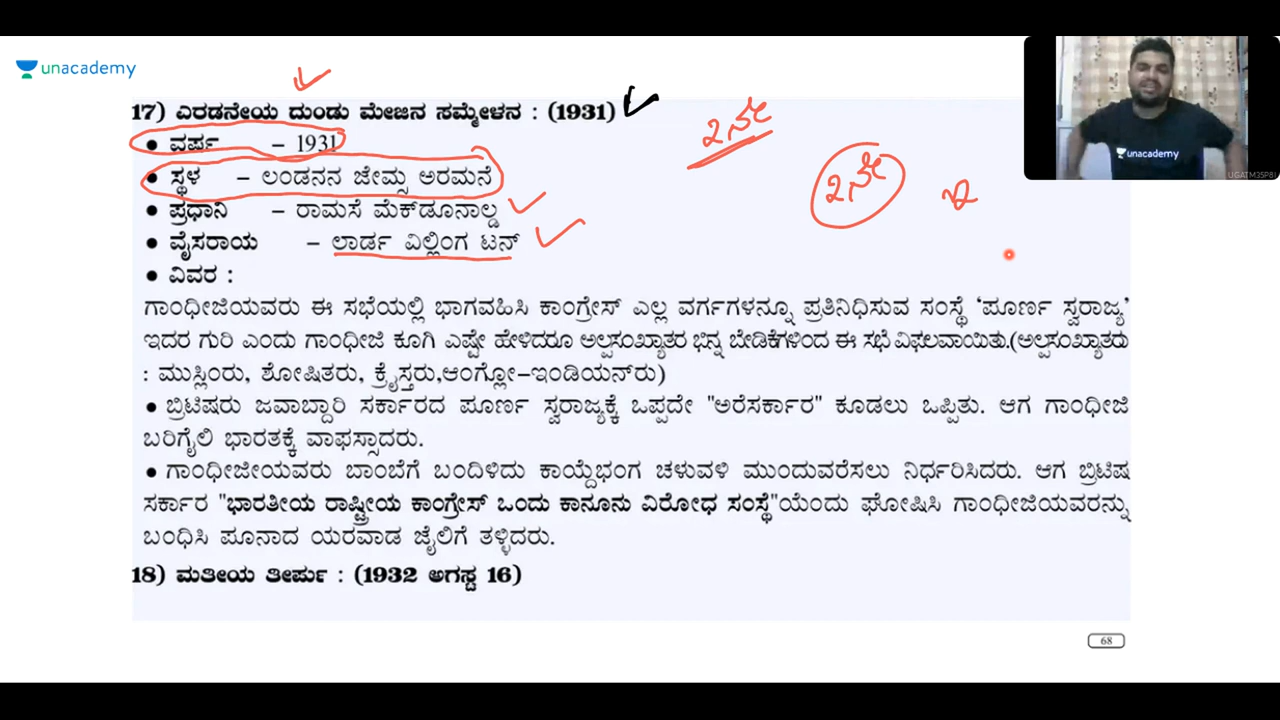 unacademy
17) ಎರಡನೇಯ ದುಂಡು ಮೇಜಿನ ಸಮ್ಮೇಳನ : (1931)
2ನೇ
• ವರ್ಷ – 1931
unacademy
UGATM3SP8I
• ಸ್ಥಳ – ಲಂಡನನ ಜೇಮ್ಸ ಅರಮನೆ
2ನೇ
• ಪ್ರಧಾನಿ – ರಾಮಸೆ ಮೆಕ್‌ಡೂನಾಲ್ಡ
• ವೈಸರಾಯ – ಲಾರ್ಡ ವಿಲ್ಲಿಂಗ ಟನ್
• ವಿವರ :
ಗಾಂಧೀಜಿಯವರು ಈ ಸಭೆಯಲ್ಲಿ ಭಾಗವಹಿಸಿ ಕಾಂಗ್ರೇಸ್ ಎಲ್ಲ ವರ್ಗಗಳನ್ನೂ ಪ್ರತಿನಿಧಿಸುವ ಸಂಸ್ಥೆ ‘ಪೂರ್ಣ ಸ್ವರಾಜ್ಯ’
ಇದರ ಗುರಿ ಎಂದು ಗಾಂಧೀಜಿ ಕೂಗಿ ಎಷ್ಟೇ ಹೇಳಿದರೂ ಅಲ್ಪಸಂಖ್ಯಾತರ ಭಿನ್ನ ಬೇಡಿಕೆಗಳಿಂದ ಈ ಸಭೆ ವಿಫಲವಾಯಿತು.(ಅಲ್ಪಸಂಖ್ಯಾತರು
: ಮುಸ್ಲಿಂರು, ಶೋಷಿತರು, ಕ್ರೈಸ್ತರು,ಆಂಗ್ಲೋ-ಇಂಡಿಯನ್‌ರು)
• ಬ್ರಿಟಿಷರು ಜವಾಬ್ದಾರಿ ಸರ್ಕಾರದ ಪೂರ್ಣ ಸ್ವರಾಜ್ಯಕ್ಕೆ ಒಪ್ಪದೇ "ಅರೆಸರ್ಕಾರ" ಕೂಡಲು ಒಪ್ಪಿತು. ಆಗ ಗಾಂಧೀಜಿ
ಬರಿಗೈಲಿ ಭಾರತಕ್ಕೆ ವಾಫಸ್ಸಾದರು.
• ಗಾಂಧೀಜೀಯವರು ಬಾಂಬೆಗೆ ಬಂದಿಳಿದು ಕಾಯ್ದೆಭಂಗ ಚಳುವಳಿ ಮುಂದುವರೆಸಲು ನಿರ್ಧರಿಸಿದರು. ಆಗ ಬ್ರಿಟಿಷ
ಸರ್ಕಾರ "ಭಾರತೀಯ ರಾಷ್ಟ್ರೀಯ ಕಾಂಗ್ರೇಸ್ ಒಂದು ಕಾನೂನು ವಿರೋಧ ಸಂಸ್ಥೆ"ಯೆಂದು ಘೋಷಿಸಿ ಗಾಂಧೀಜಿಯವರನ್ನು
ಬಂಧಿಸಿ ಪೂನಾದ ಯರವಾಡ ಜೈಲಿಗೆ ತಳ್ಳಿದರು.
18) ಮತೀಯ ತೀರ್ಪು : (1932 ಅಗಸ್ಟ 16)
68